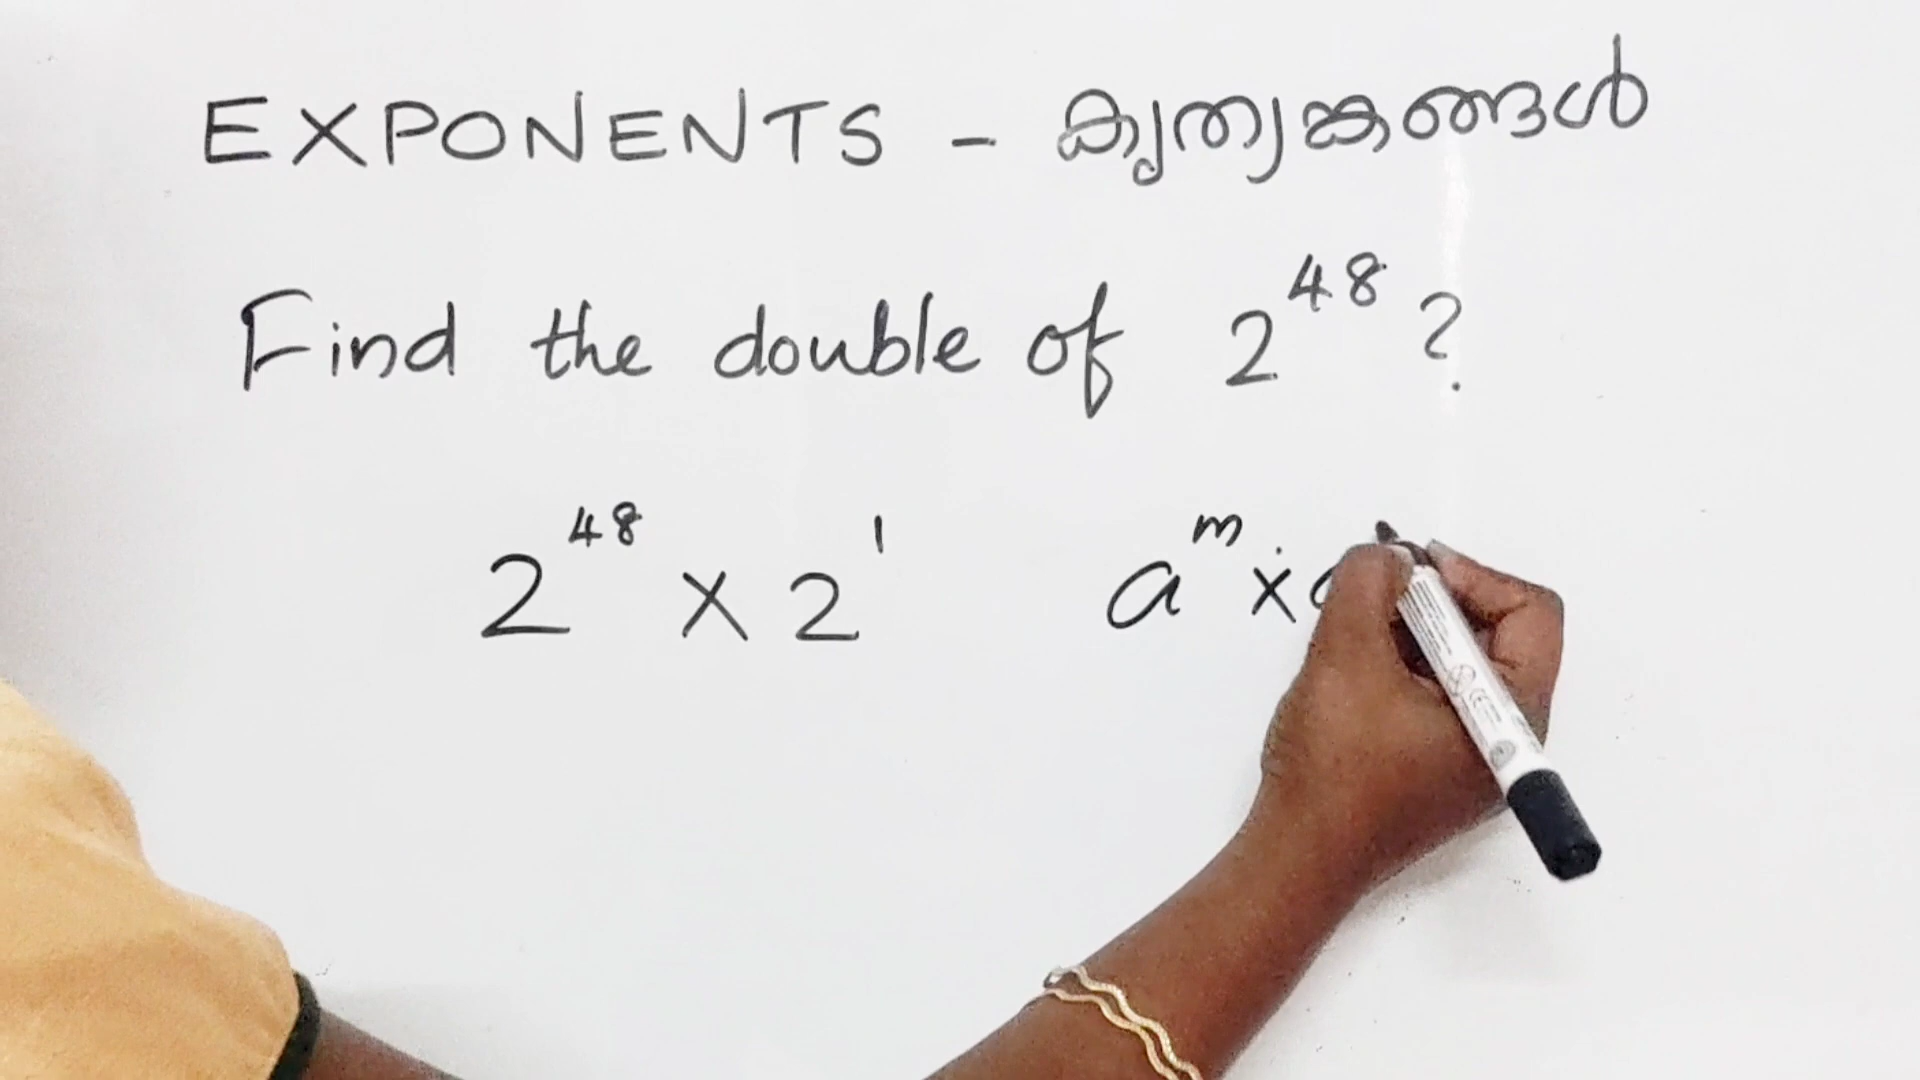 EXPONENTS - കൃത്യങ്കങ്ങൾ
Find the double of 2⁴⁸ ?
2⁴⁸ × 2¹ aᵐ ×